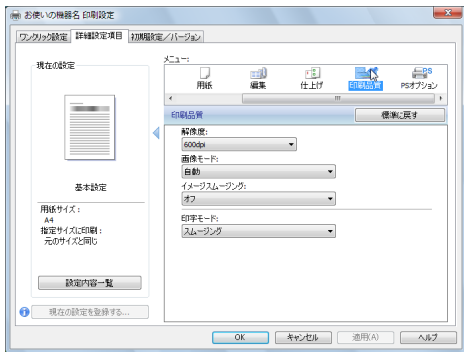 お使いの機器名 印刷設定
ワンクリック設定 詳細設定項目 初期設定／バージョン
現在の設定
基本設定
用紙サイズ：
A4
指定サイズに印刷：
元のサイズと同じ
設定内容一覧
現在の設定を登録する...
メニュー:
用紙 編集 仕上げ 印刷品質 PSオプション
印刷品質 標準に戻す
解像度:
600dpi
画像モード:
自動
イメージスムージング:
オフ
印字モード:
スムージング
OK キャンセル 適用(A) ヘルプ